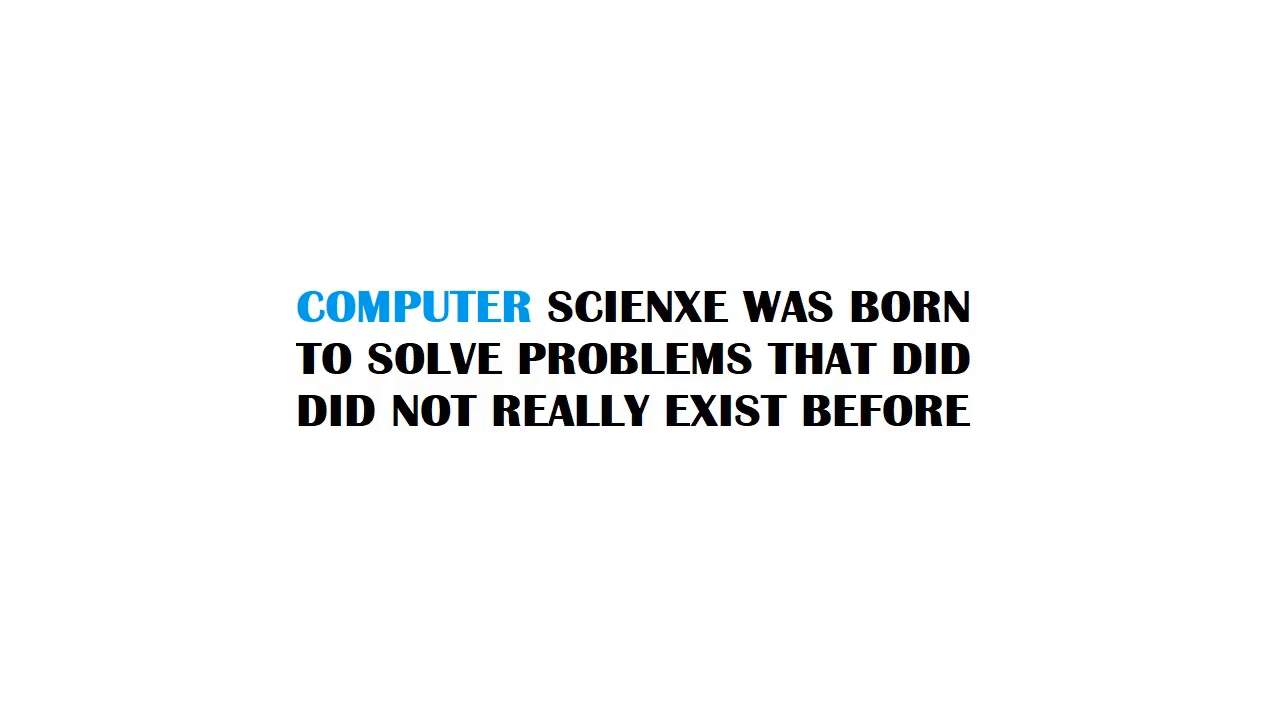 COMPUTER SCIENXE WAS BORN
TO SOLVE PROBLEMS THAT DID
DID NOT REALLY EXIST BEFORE